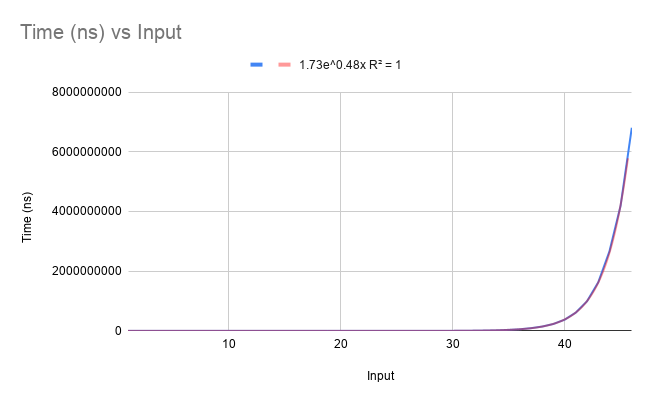 Time (ns) vs Input
1.73e^0.48x R² = 1
8000000000
6000000000
4000000000
2000000000
0
Time (ns)
10 20 30 40
Input